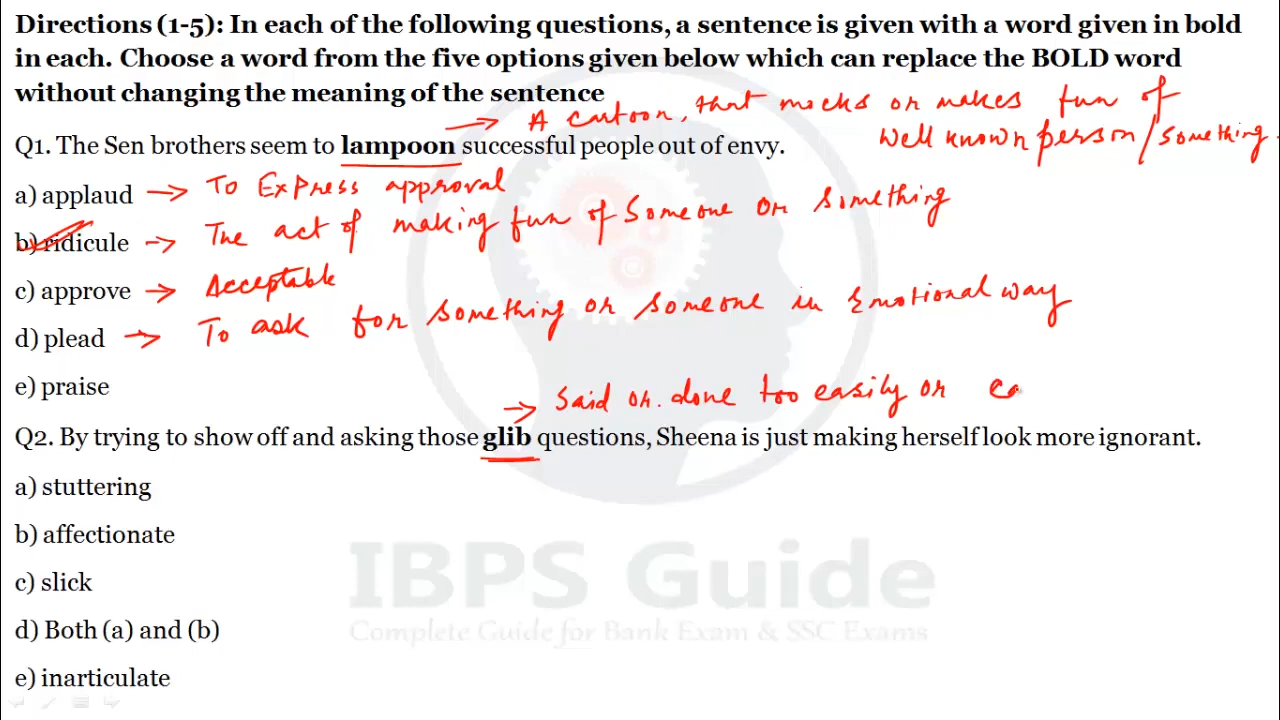 Directions (1-5): In each of the following questions, a sentence is given with a word given in bold
in each. Choose a word from the five options given below which can replace the BOLD word
without changing the meaning of the sentence
→ A cartoon, that mocks or makes fun of
well known person/something.
Q1. The Sen brothers seem to lampoon successful people out of envy.
a) applaud → To Express approval
b) ridicule → The act of making fun of someone or something
c) approve → Acceptable
d) plead → To ask for something or someone in Emotional way
e) praise
→ Said or. done too easily or ca
Q2. By trying to show off and asking those glib questions, Sheena is just making herself look more ignorant.
a) stuttering
b) affectionate
c) slick
d) Both (a) and (b)
e) inarticulate
IBPS Guide
Complete Guide for Bank Exam & SSC Exams